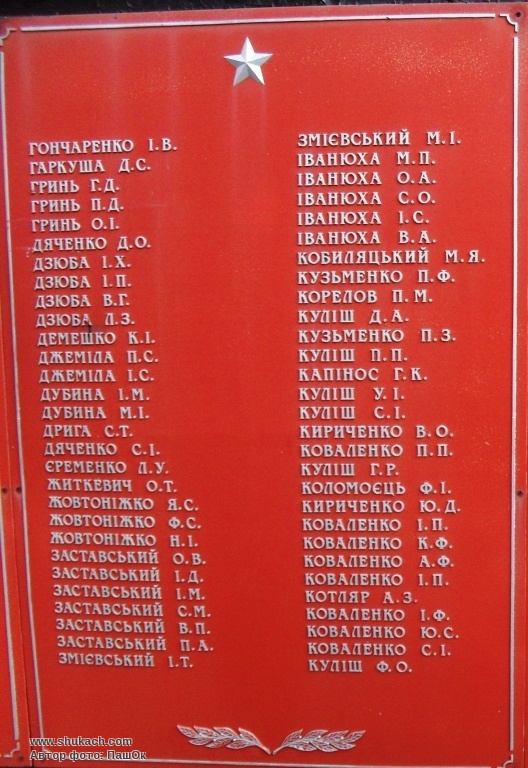 ГОНЧАРЕНКО І.В.
ГАРКУША Д.С.
ГРИНЬ Г.Д.
ГРИНЬ П.Д.
ГРИНЬ О.І.
ДЯЧЕНКО Д.О.
ДЗЮБА І.Х.
ДЗЮБА І.П.
ДЗЮБА В.Г.
ДЗЮБА Л.З.
ДЕМЕШКО К.І.
ДЖЕМІЛА П.С.
ДЖЕМІЛА І.С.
ДУБИНА І.М.
ДУБИНА М.І.
ДРИГА С.Т.
ДЯЧЕНКО С.І.
ЄРЕМЕНКО Л.У.
ЖИТКЕВИЧ О.Т.
ЖОВТОНІЖКО Я.С.
ЖОВТОНІЖКО Ф.С.
ЖОВТОНІЖКО Н.І.
ЗАСТАВСЬКИЙ О.В.
ЗАСТАВСЬКИЙ І.Д.
ЗАСТАВСЬКИЙ І.М.
ЗАСТАВСЬКИЙ С.М.
ЗАСТАВСЬКИЙ В.П.
ЗАСТАВСЬКИЙ П.А.
ЗМІЄВСЬКИЙ І.Т.
ЗМІЄВСЬКИЙ М.І.
ІВАНЮХА М.П.
ІВАНЮХА О.А.
ІВАНЮХА С.О.
ІВАНЮХА І.С.
ІВАНЮХА В.А.
КОБИЛЯЦЬКИЙ М.Я.
КУЗЬМЕНКО П.Ф.
КОРЕЛОВ П.М.
КУЛІШ Д.А.
КУЗЬМЕНКО П.З.
КУЛІШ П.П.
КАПІНОС Г.К.
КУЛІШ У.І.
КУЛІШ С.І.
КИРИЧЕНКО В.О.
КОВАЛЕНКО П.П.
КУЛІШ Г.Р.
КОЛОМОЄЦЬ Ф.І.
КИРИЧЕНКО Ю.Д.
КОВАЛЕНКО І.П.
КОВАЛЕНКО К.Ф.
КОВАЛЕНКО А.Ф.
КОВАЛЕНКО І.П.
КОТЛЯР А.З.
КОВАЛЕНКО І.Ф.
КОВАЛЕНКО Ю.С.
КОВАЛЕНКО С.І.
КУЛІШ Ф.О.
www.shukach.com
Автор фото: ПашОк